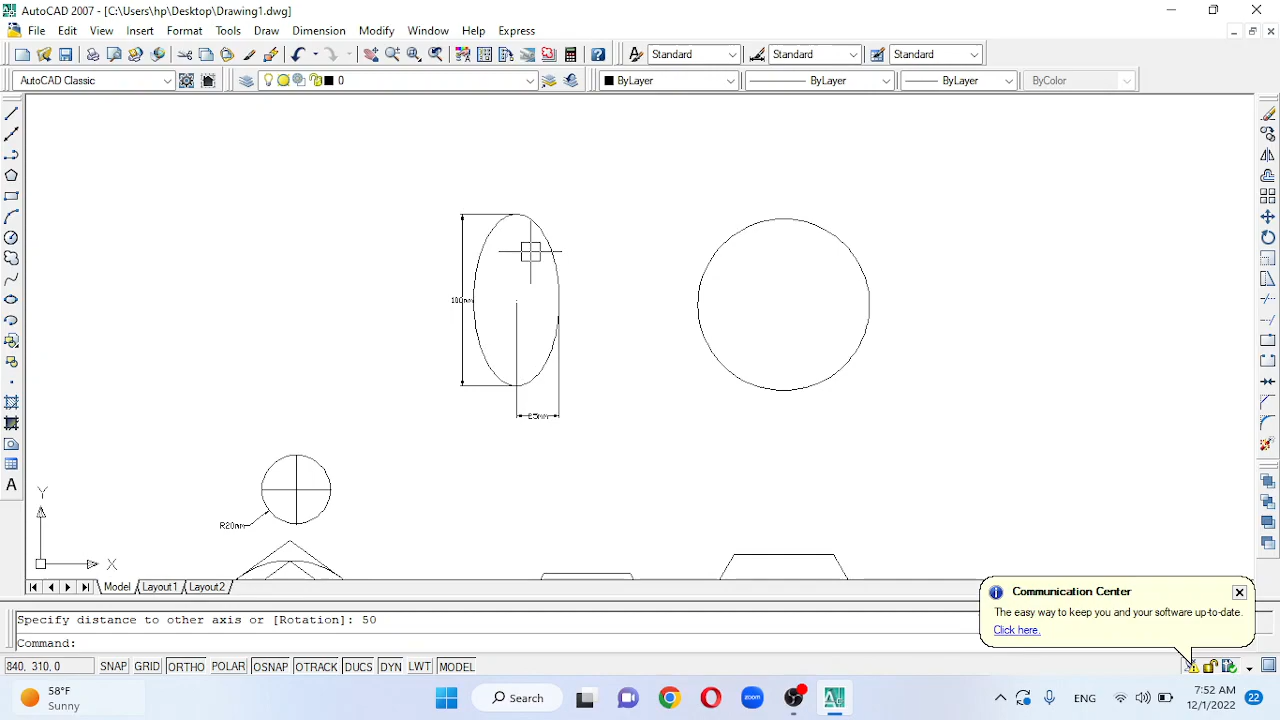 AutoCAD 2007 - [C:\Users\hp\Desktop\Drawing1.dwg]
File Edit View Insert Format Tools Draw Dimension Modify Window Help Express
Standard Standard Standard
AutoCAD Classic 0 ByLayer ByLayer ByLayer ByColor
100mm
R20mm
Y
X
Model Layout1 Layout2
Communication Center
The easy way to keep you and your software up-to-date.
Click here.
Specify distance to other axis or [Rotation]: 50
Command:
840, 310, 0 SNAP GRID ORTHO POLAR OSNAP OTRACK DUCS DYN LWT MODEL
58°F
Sunny
Search
zoom
ENG
7:52 AM
12/1/2022
22